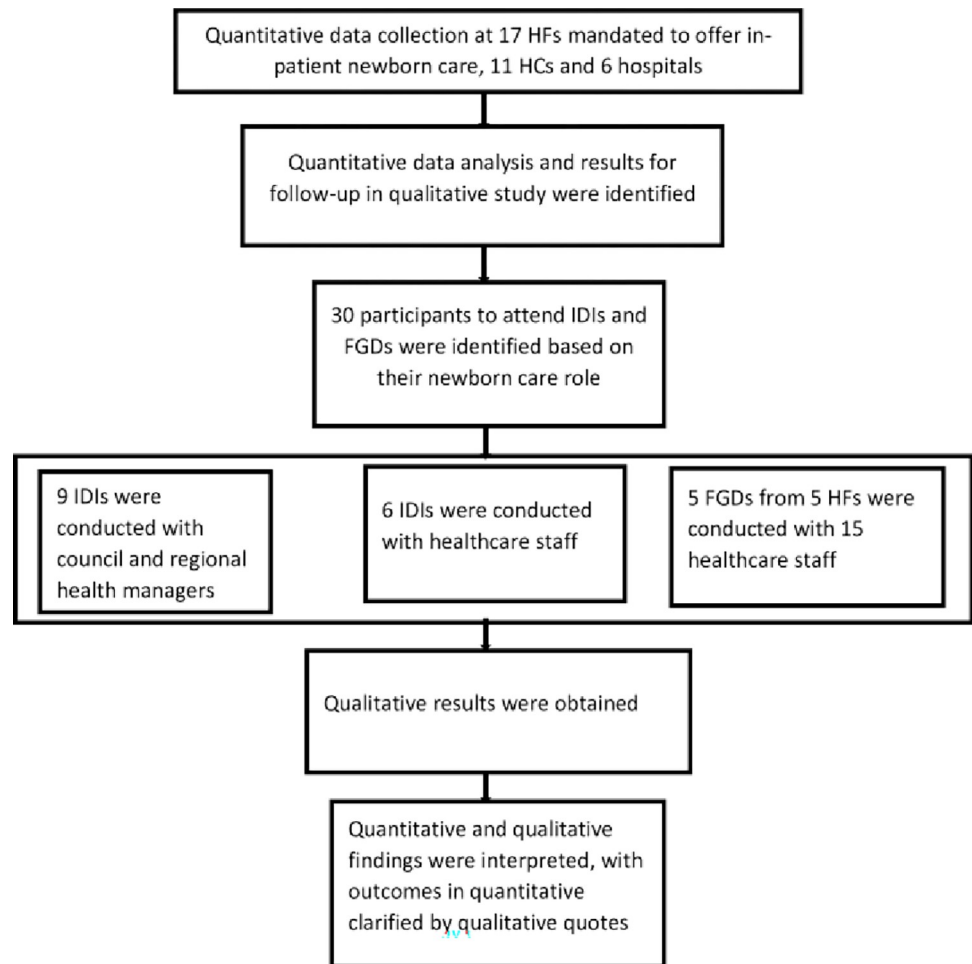 Quantitative data collection at 17 HFs mandated to offer in-
patient newborn care, 11 HCs and 6 hospitals
Quantitative data analysis and results for
follow-up in qualitative study were identified
30 participants to attend IDIs and
FGDs were identified based on
their newborn care role
9 IDIs were
conducted with
council and regional
health managers
6 IDIs were conducted
with healthcare staff
5 FGDs from 5 HFs were
conducted with 15
healthcare staff
Qualitative results were obtained
Quantitative and qualitative
findings were interpreted, with
outcomes in quantitative
clarified by qualitative quotes